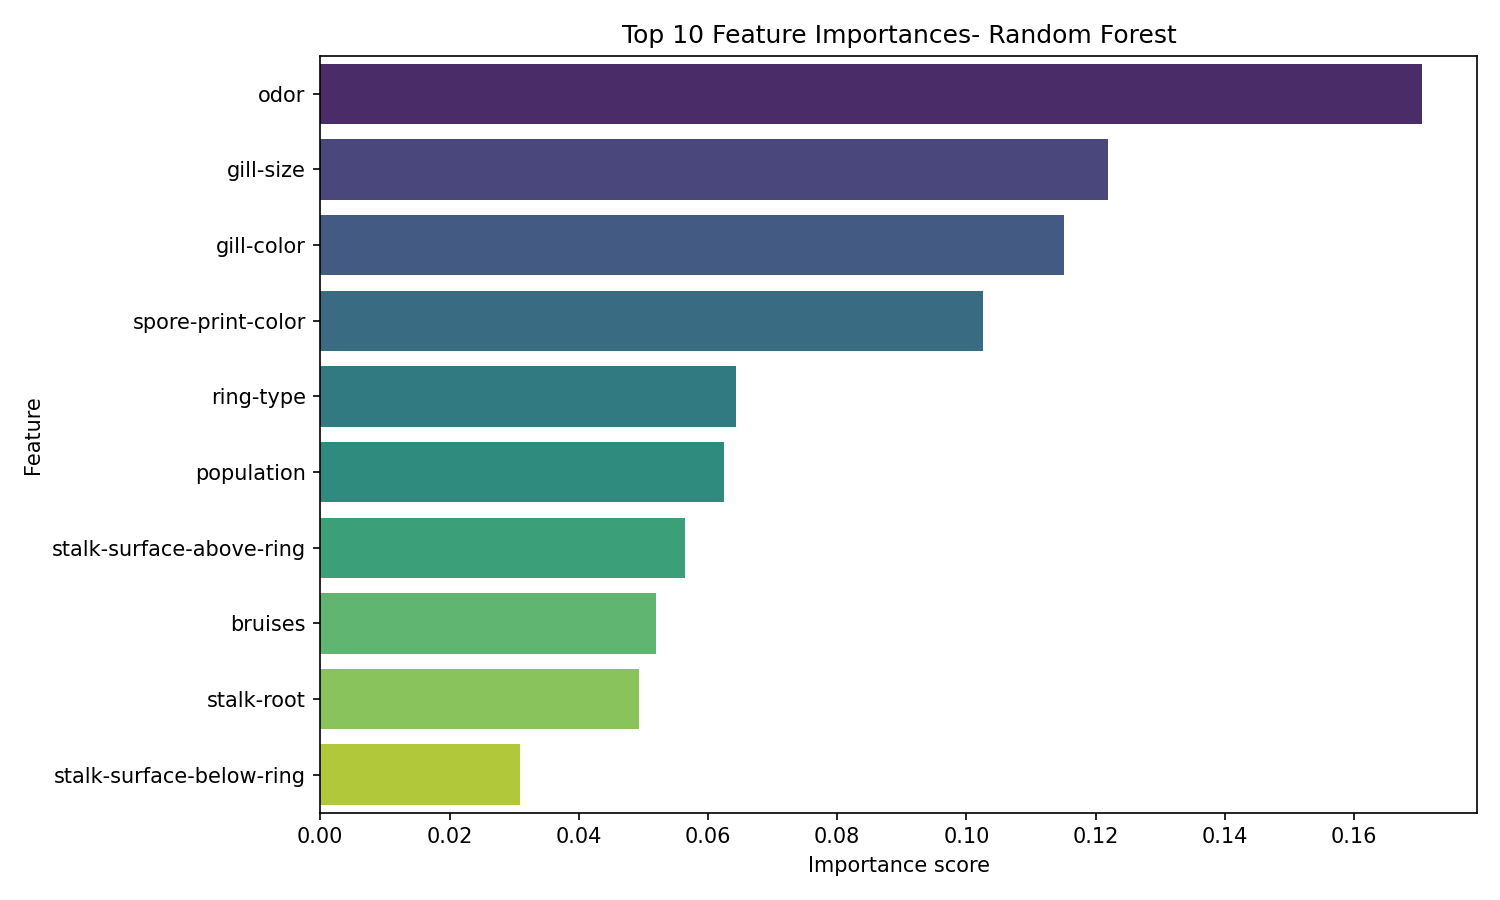 Top 10 Feature Importances- Random Forest
odor
gill-size
gill-color
spore-print-color
ring-type
population
stalk-surface-above-ring
bruises
stalk-root
stalk-surface-below-ring
Feature
0.00 0.02 0.04 0.06 0.08 0.10 0.12 0.14 0.16
Importance score